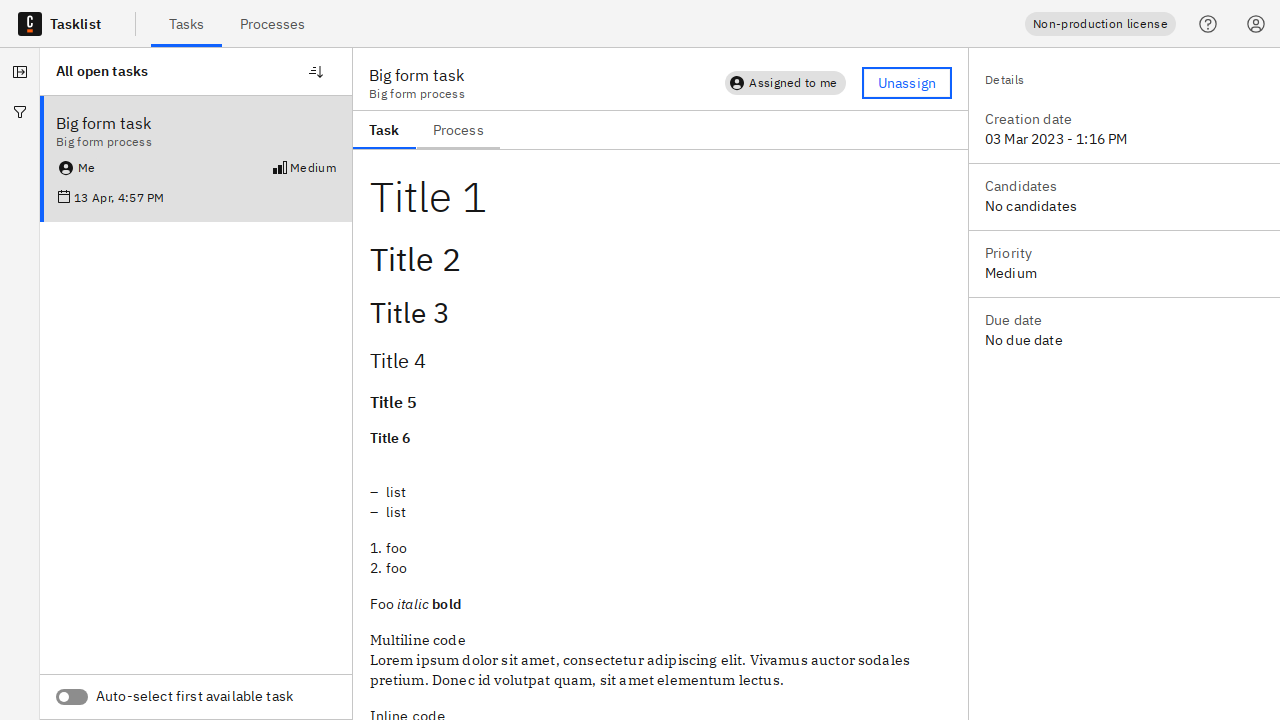 Tasklist
Tasks
Processes
Non-production license
All open tasks
Big form task
Big form process
Me
Medium
13 Apr, 4:57 PM
Auto-select first available task
Big form task
Big form process
Assigned to me
Unassign
Task
Process
Title 1
Title 2
Title 3
Title 4
Title 5
Title 6
– list
– list
1. foo
2. foo
Foo italic bold
Multiline code
Lorem ipsum dolor sit amet, consectetur adipiscing elit. Vivamus auctor sodales
pretium. Donec id volutpat quam, sit amet elementum lectus.
Inline code
Details
Creation date
03 Mar 2023 - 1:16 PM
Candidates
No candidates
Priority
Medium
Due date
No due date